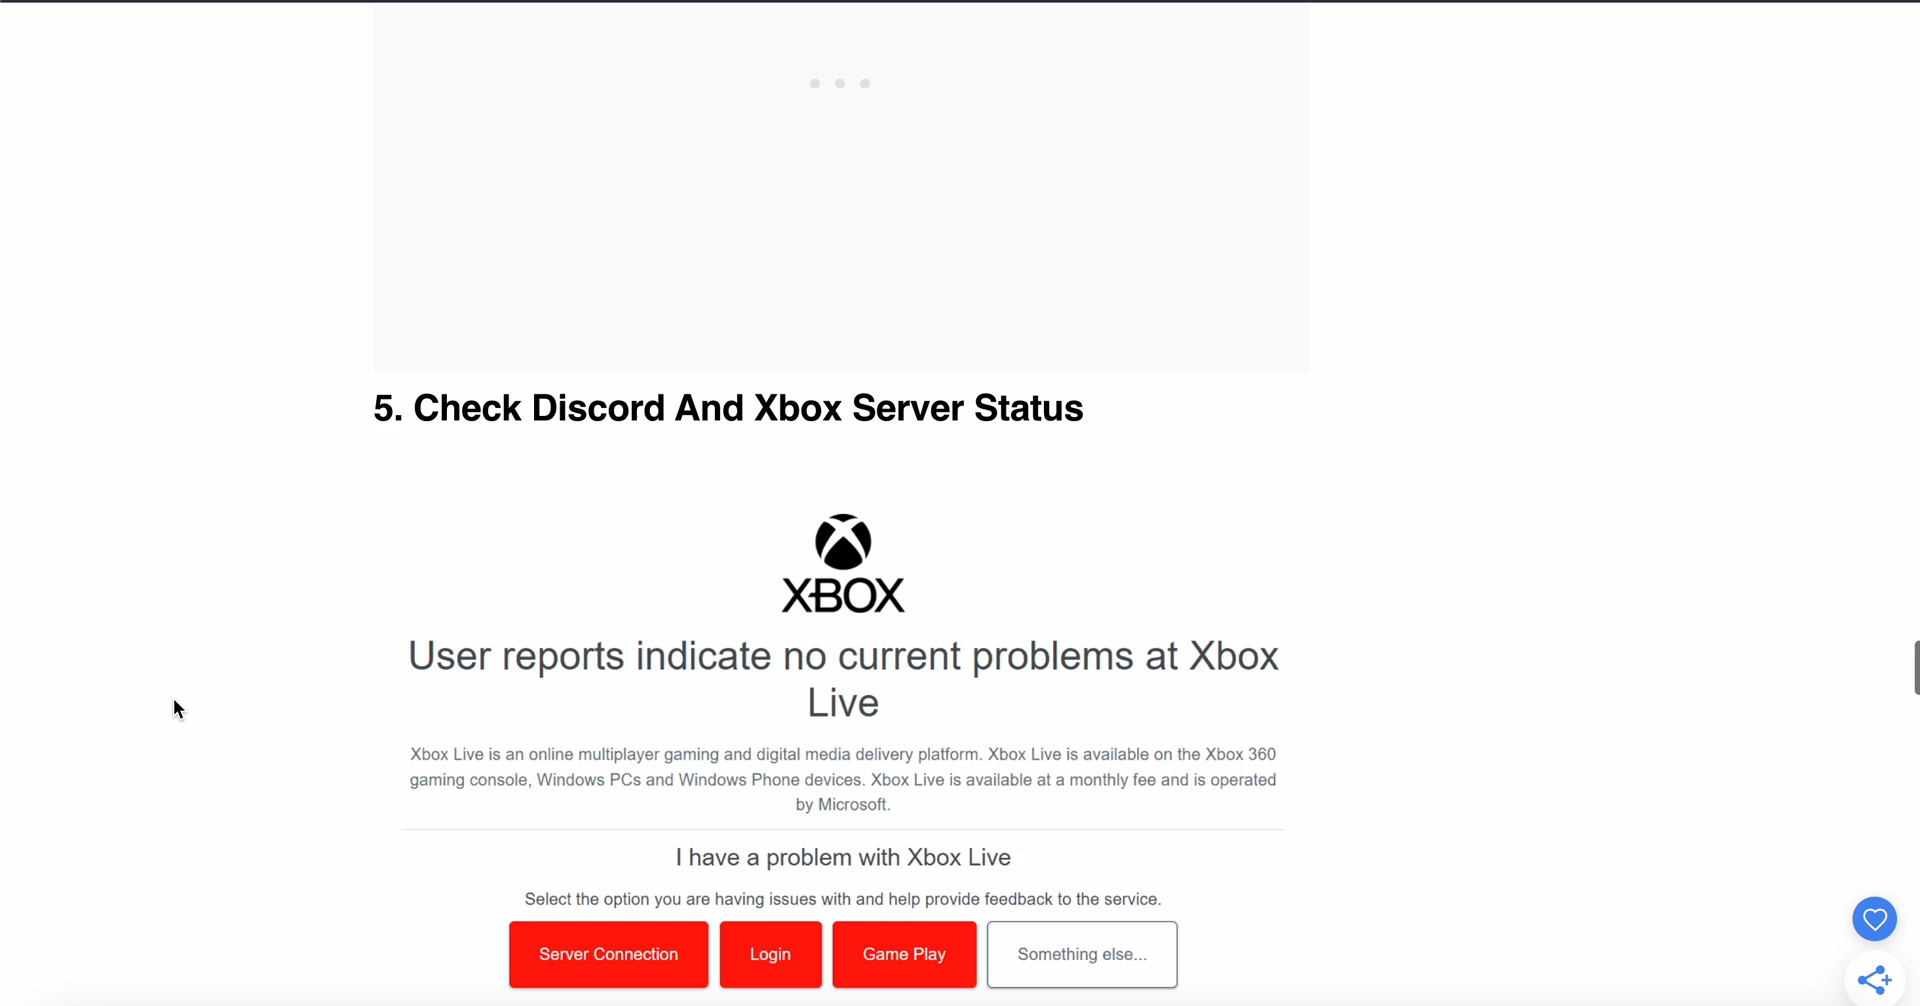 5. Check Discord And Xbox Server Status
XBOX
User reports indicate no current problems at Xbox
Live
Xbox Live is an online multiplayer gaming and digital media delivery platform. Xbox Live is available on the Xbox 360
gaming console, Windows PCs and Windows Phone devices. Xbox Live is available at a monthly fee and is operated
by Microsoft.
I have a problem with Xbox Live
Select the option you are having issues with and help provide feedback to the service.
Server Connection Login Game Play Something else...